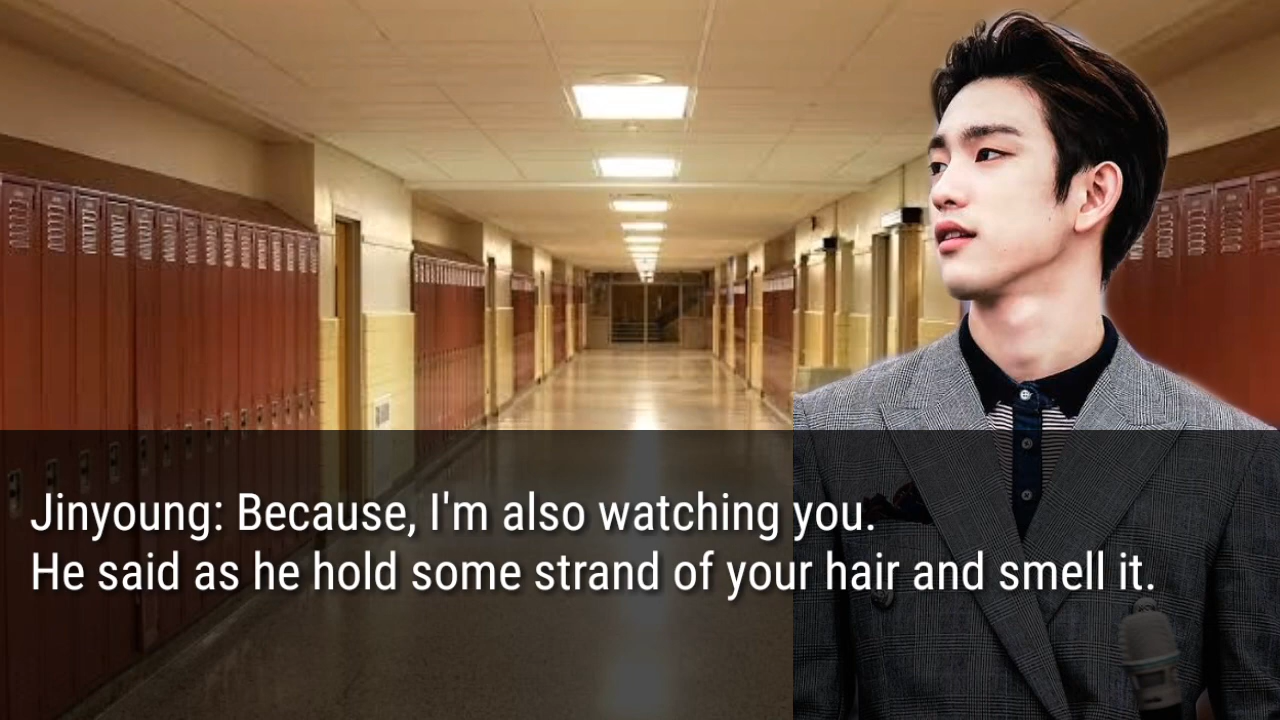 Jinyoung: Because, I'm also watching you.
He said as he hold some strand of your hair and smell it.